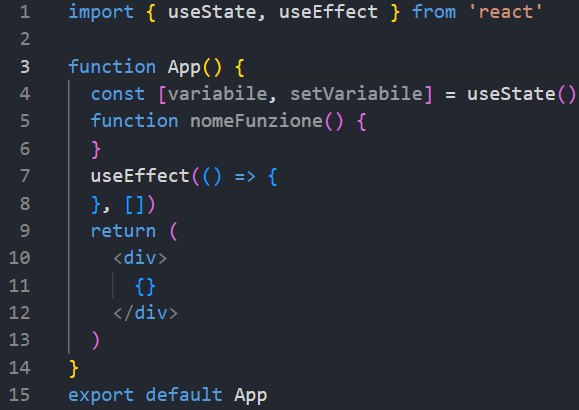 1 import { useState, useEffect } from 'react'
2
3 function App() {
4   const [variabile, setVariabile] = useState()
5   function nomeFunzione() {
6   }
7   useEffect(() => {
8   }, [])
9   return (
10     <div>
11       {}
12     </div>
13   )
14 }
15 export default App